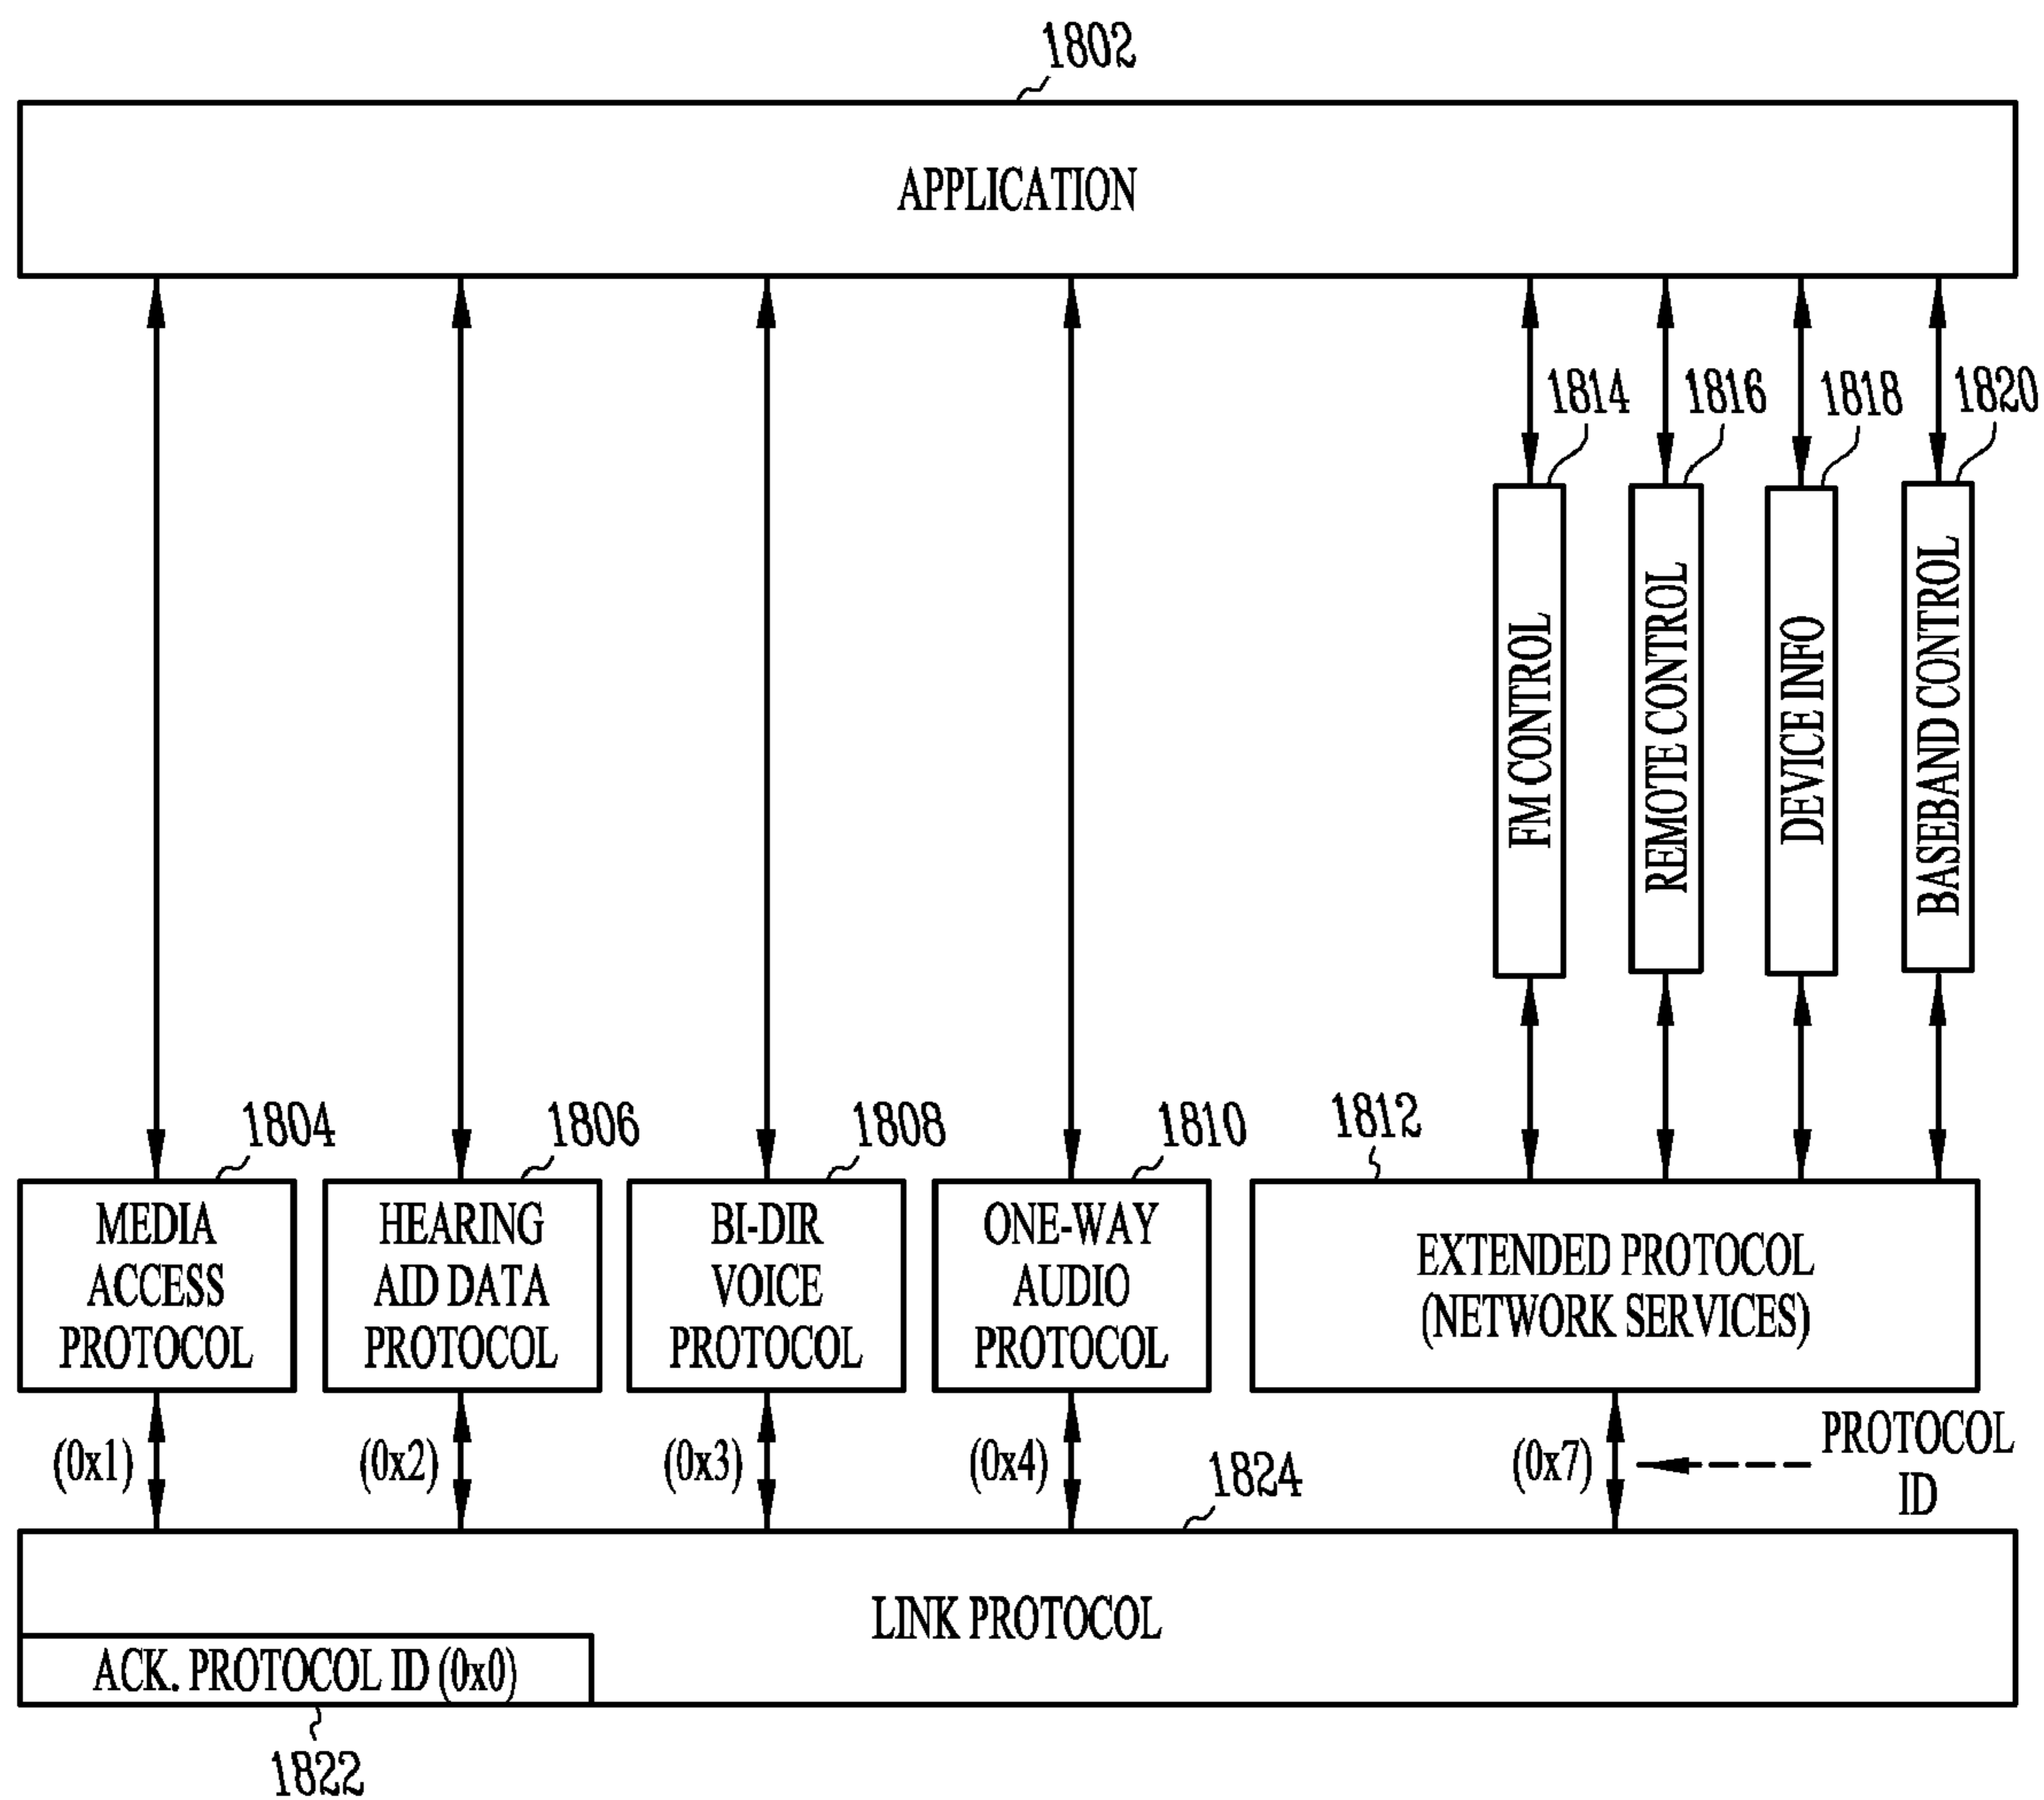 1802
APPLICATION
1814
1816
1818
1820
FM CONTROL
REMOTE CONTROL
DEVICE INFO
BASEBAND CONTROL
1804
1806
1808
1810
1812
MEDIA
ACCESS
PROTOCOL
HEARING
AID DATA
PROTOCOL
BI-DIR
VOICE
PROTOCOL
ONE-WAY
AUDIO
PROTOCOL
EXTENDED PROTOCOL
(NETWORK SERVICES)
(0x1)
(0x2)
(0x3)
(0x4)
(0x7)
PROTOCOL
ID
1824
LINK PROTOCOL
ACK. PROTOCOL ID (0x0)
1822